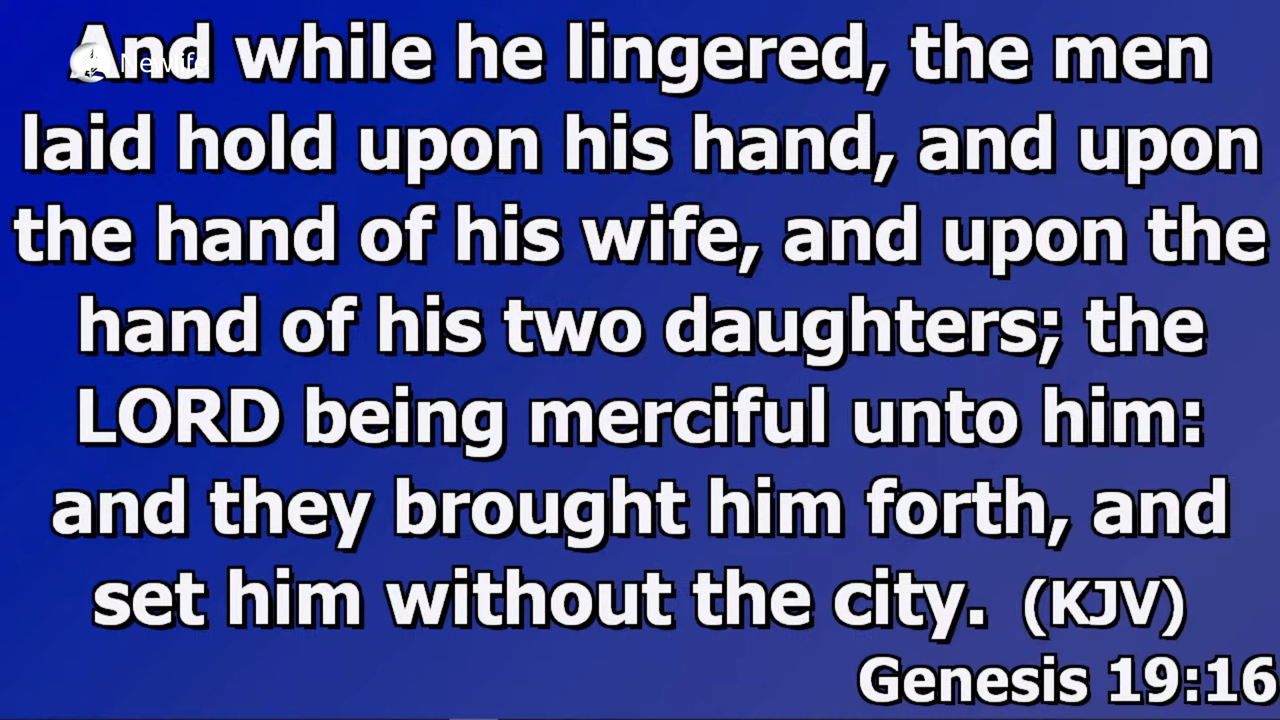 And while he lingered, the men
laid hold upon his hand, and upon
the hand of his wife, and upon the
hand of his two daughters; the
LORD being merciful unto him:
and they brought him forth, and
set him without the city. (KJV)
Genesis 19:16